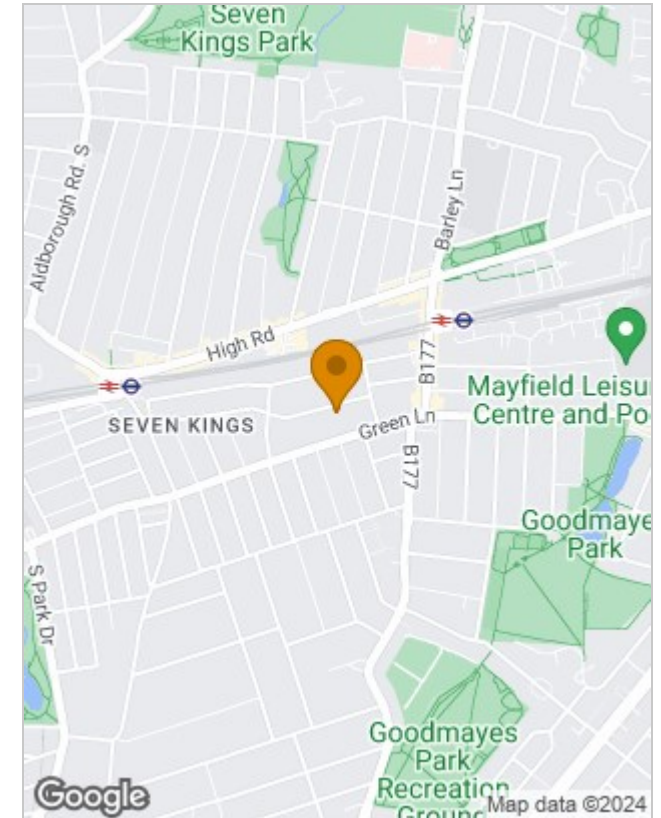 Seven
Kings Park
Aldborough Rd. S
Barley Ln
High Rd
B177
Mayfield Leisu
Centre and Po
SEVEN KINGS
Green Ln
B177
Goodmaye
Park
S Park Dr
Goodmayes
Park
Recreation
Ground
Google
Map data ©2024